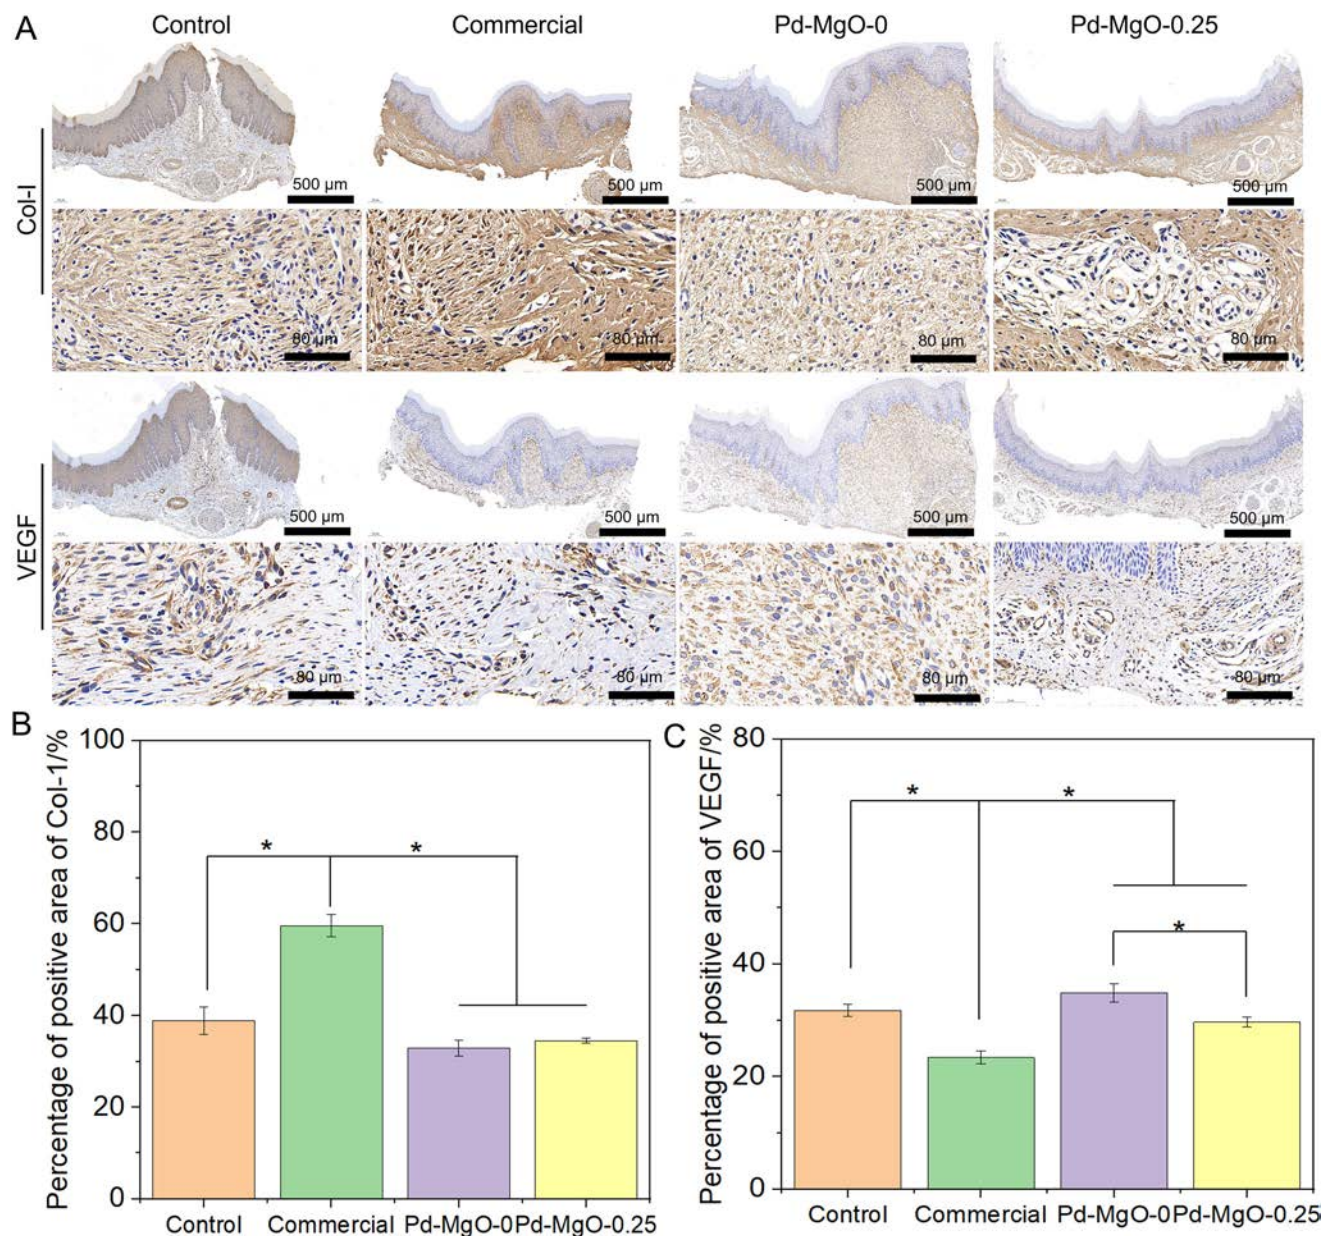 A
Control
Commercial
Pd-MgO-0
Pd-MgO-0.25
Col-I
500 µm
500 µm
500 µm
500 µm
80 µm
80 µm
80 µm
80 µm
VEGF
500 µm
500 µm
500 µm
500 µm
80 µm
80 µm
80 µm
80 µm
B
Percentage of positive area of Col-1/%
100
80
60
40
20
0
*
*
Control
Commercial
Pd-MgO-0
Pd-MgO-0.25
C
Percentage of positive area of VEGF/%
80
60
40
20
0
*
*
*
Control
Commercial
Pd-MgO-0
Pd-MgO-0.25